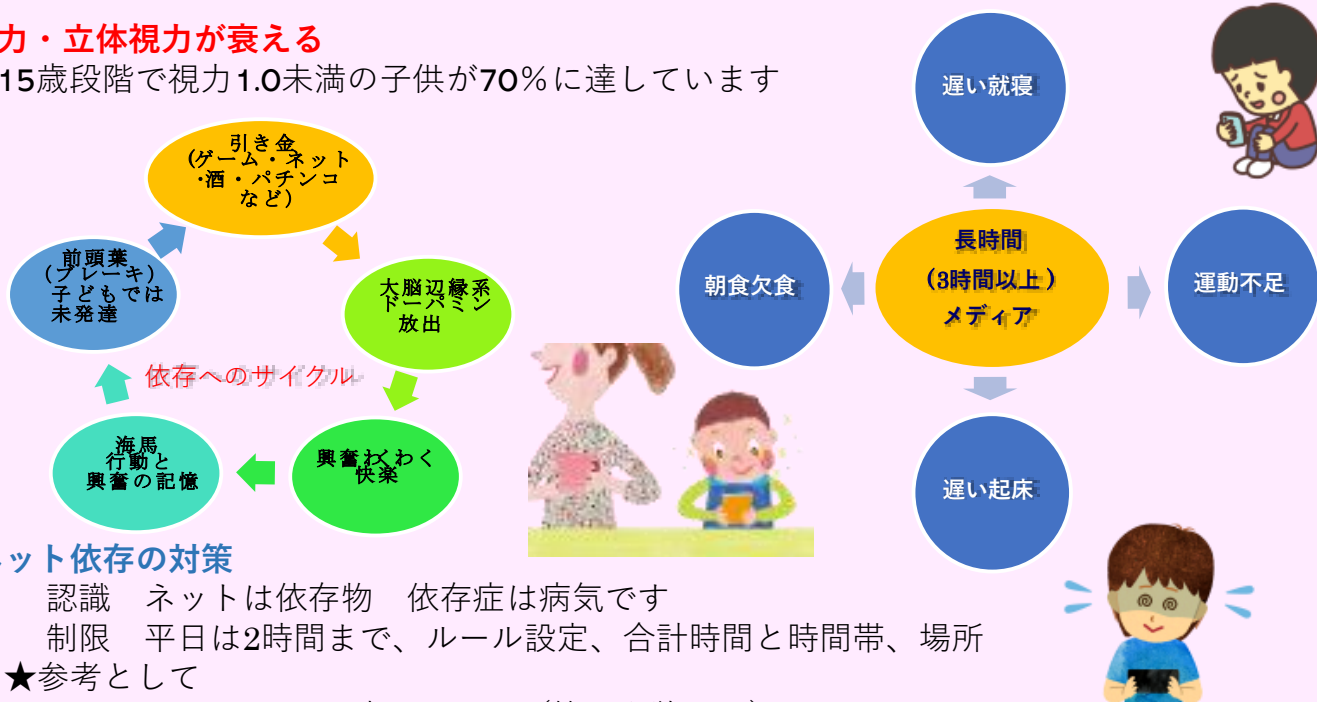 力・立体視力が衰える
15歳段階で視力1.0未満の子供が70％に達しています
引き金
(ゲーム・ネット
・酒・パチンコ
など)
大脳辺縁系
ドーパミン
放出
興奮わくわく
快楽
海馬
行動と
興奮の記憶
前頭葉
(ブレーキ)
子どもでは
未発達
依存へのサイクル
遅い就寝
朝食欠食
長時間
(3時間以上)
メディア
運動不足
遅い起床
ット依存の対策
認識　ネットは依存物　依存症は病気です
制限　平日は2時間まで、ルール設定、合計時間と時間帯、場所
★参考として